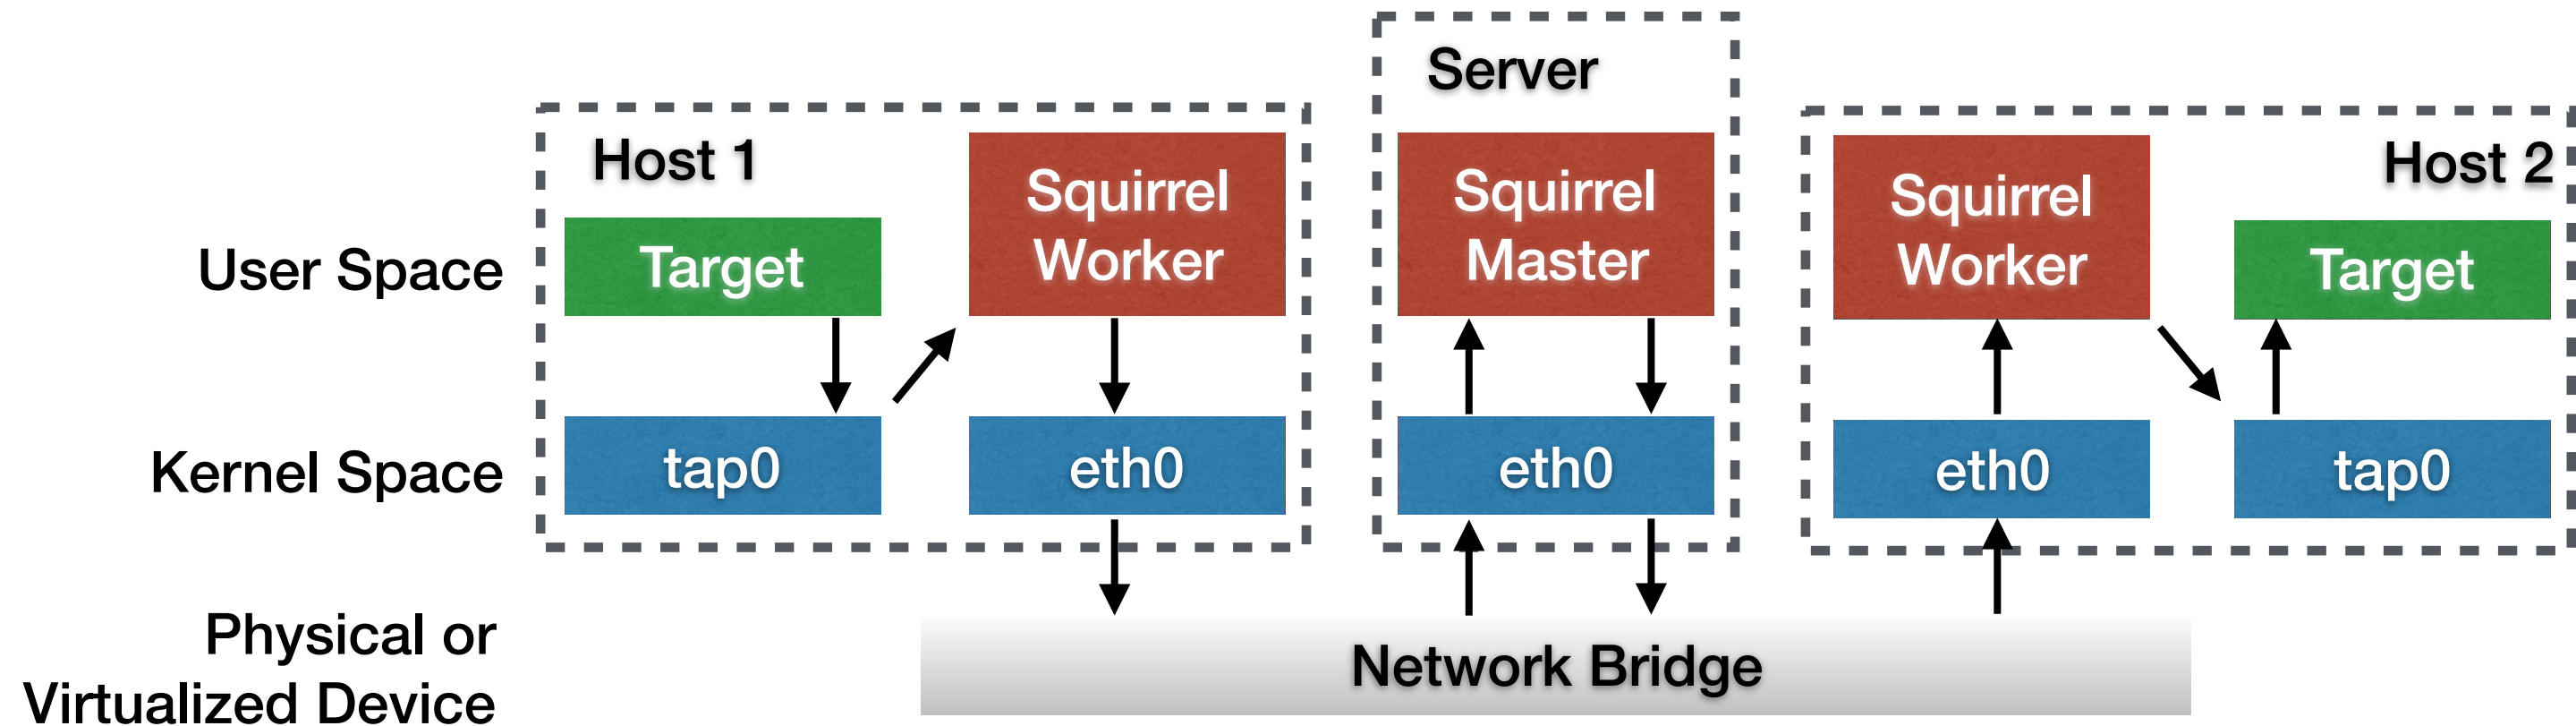 Server
Host 1
Squirrel
Worker
Squirrel
Master
Squirrel
Worker
Host 2
User Space
Target
Target
Kernel Space
tap0
eth0
eth0
eth0
tap0
Physical or
Virtualized Device
Network Bridge